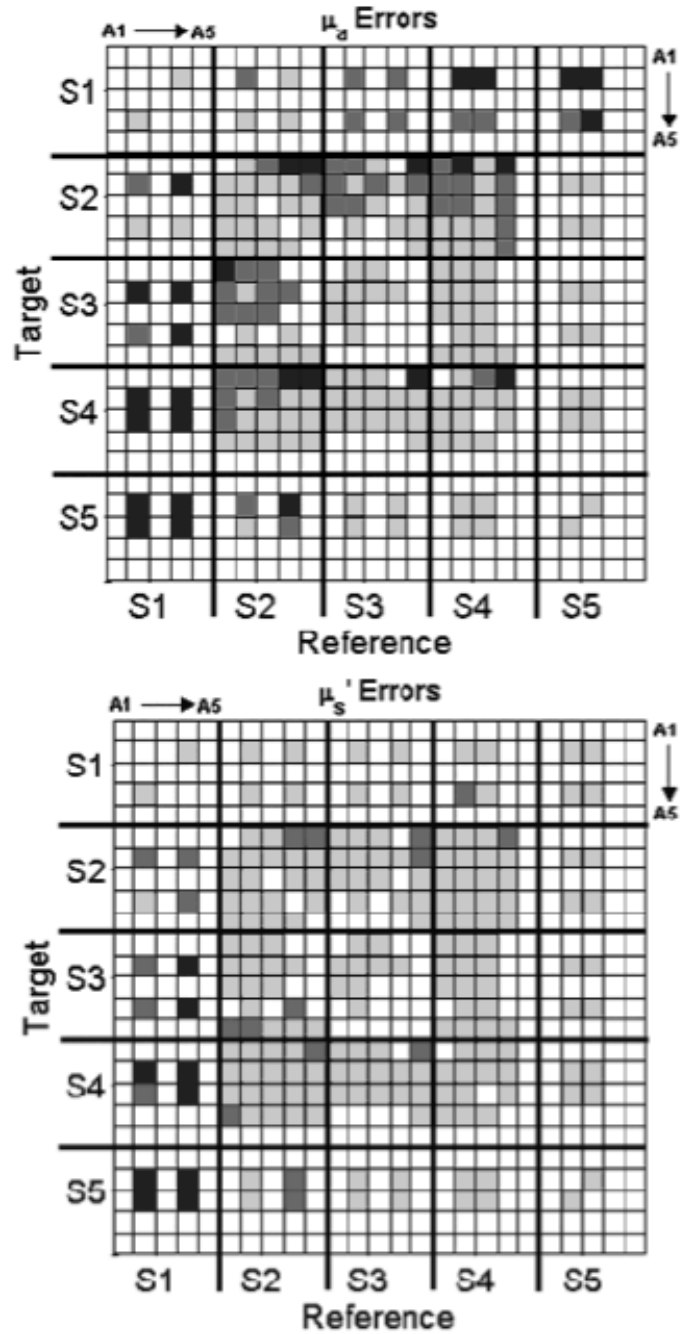 μa Errors
A1 → A5
A1
↓
A5
S1
S2
S3
S4
S5
Target
S1 S2 S3 S4 S5
Reference
μs' Errors
A1 → A5
A1
↓
A5
S1
S2
S3
S4
S5
Target
S1 S2 S3 S4 S5
Reference